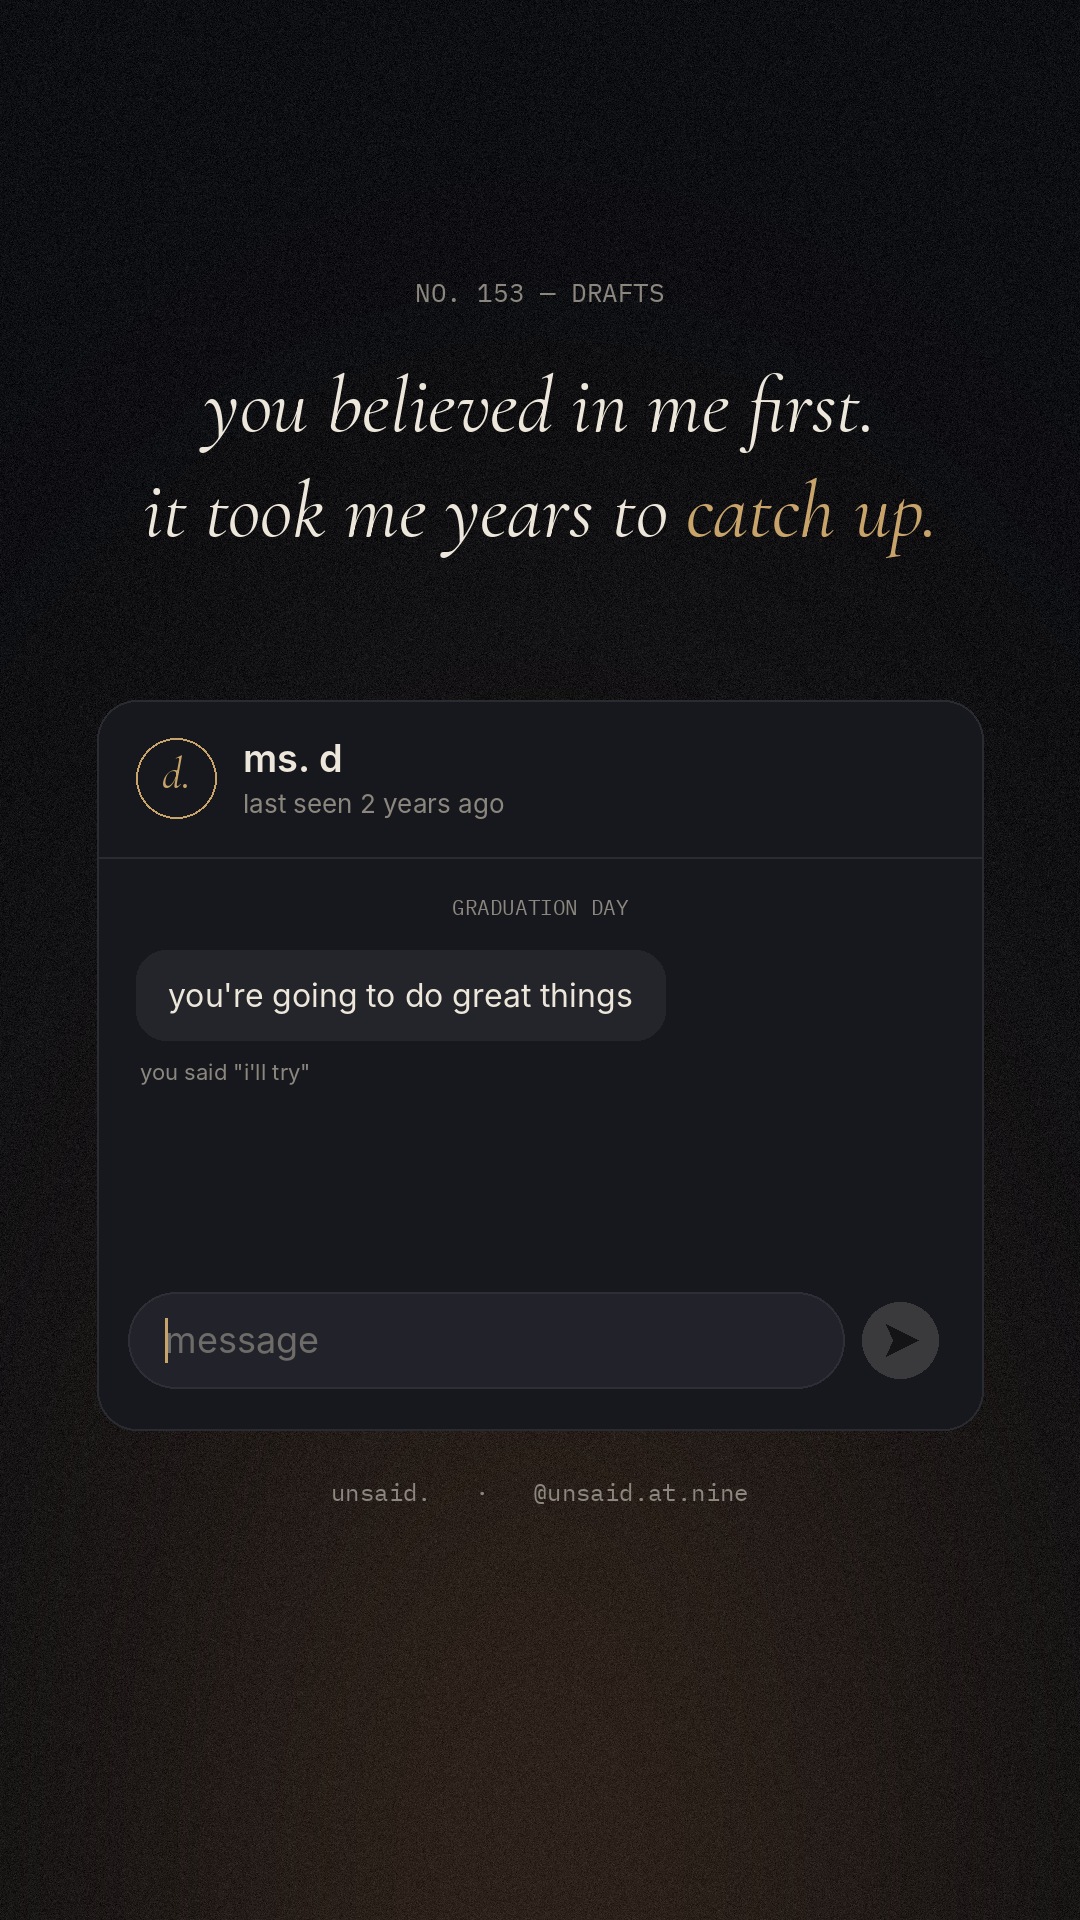 NO. 153 — DRAFTS
you believed in me first.
it took me years to catch up.
d.
ms. d
last seen 2 years ago
GRADUATION DAY
you're going to do great things
you said "i'll try"
message
unsaid. · @unsaid.at.nine